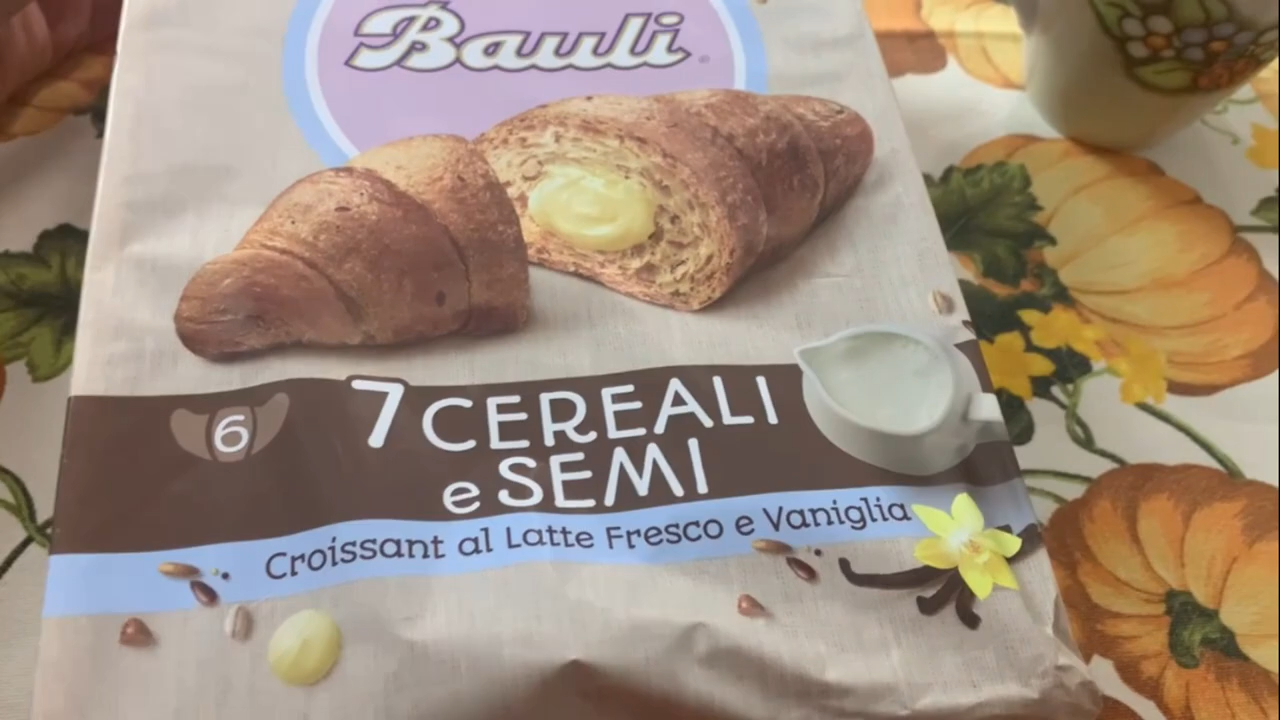 Bauli
6
7 CEREALI
e SEMI
Croissant al Latte Fresco e Vaniglia